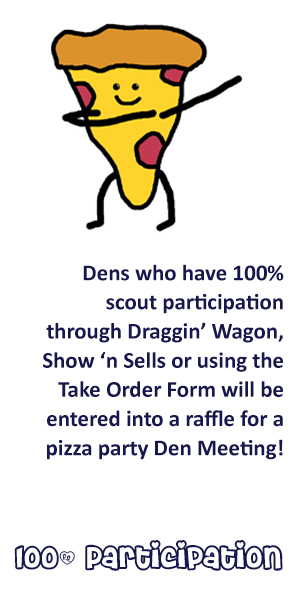 Dens who have 100%
scout participation
through Draggin’ Wagon,
Show ‘n Sells or using the
Take Order Form will be
entered into a raffle for a
pizza party Den Meeting!
100% Participation